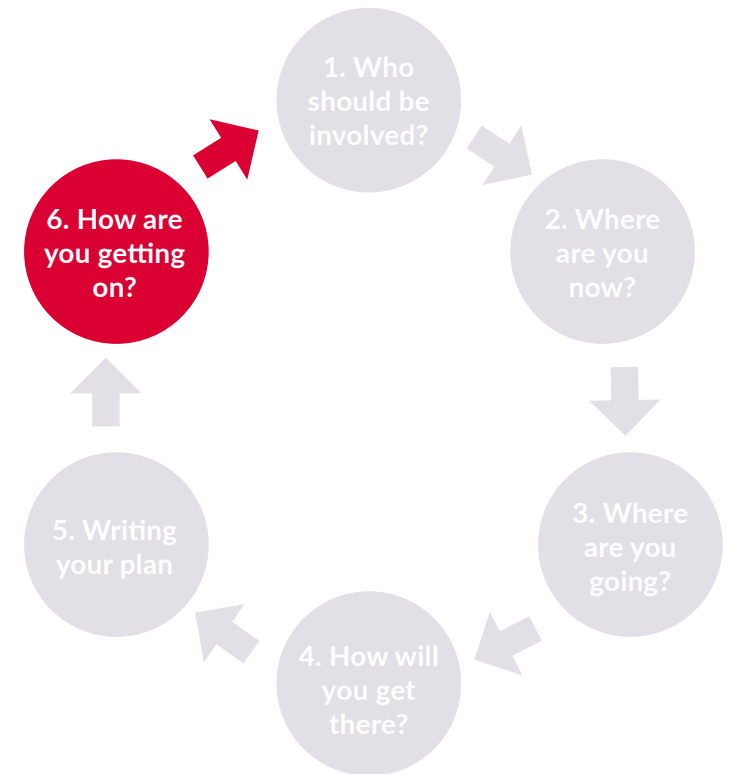 1. Who
should be
involved?
2. Where
are you
now?
3. Where
are you
going?
4. How will
you get
there?
5. Writing
your plan
6. How are
you getting
on?